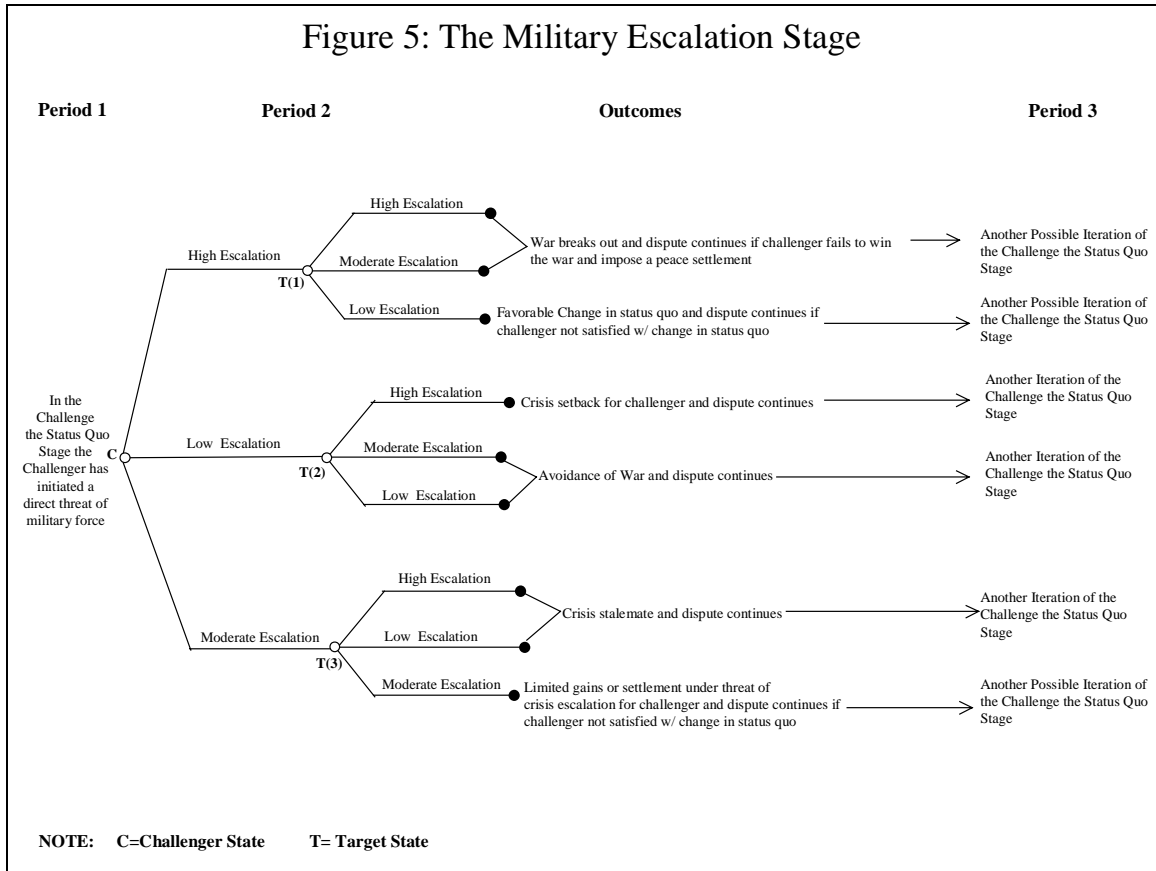 Figure 5: The Military Escalation Stage
Period 1
Period 2
Outcomes
Period 3
High Escalation
High Escalation
Moderate Escalation
T(1)
Low Escalation
War breaks out and dispute continues if challenger fails to win
the war and impose a peace settlement
Another Possible Iteration of
the Challenge the Status Quo
Stage
Favorable Change in status quo and dispute continues if
challenger not satisfied w/ change in status quo
Another Possible Iteration of
the Challenge the Status Quo
Stage
In the
Challenge
the Status Quo
Stage the
Challenger has
initiated a
direct threat of
military force
C
Low Escalation
T(2)
High Escalation
Crisis setback for challenger and dispute continues
Another Iteration of the
Challenge the Status Quo
Stage
Moderate Escalation
Low Escalation
Avoidance of War and dispute continues
Another Iteration of the
Challenge the Status Quo
Stage
Moderate Escalation
T(3)
High Escalation
Low Escalation
Crisis stalemate and dispute continues
Another Iteration of the
Challenge the Status Quo
Stage
Moderate Escalation
Limited gains or settlement under threat of
crisis escalation for challenger and dispute continues if
challenger not satisfied w/ change in status quo
Another Possible Iteration of
the Challenge the Status Quo
Stage
NOTE: C=Challenger State T= Target State